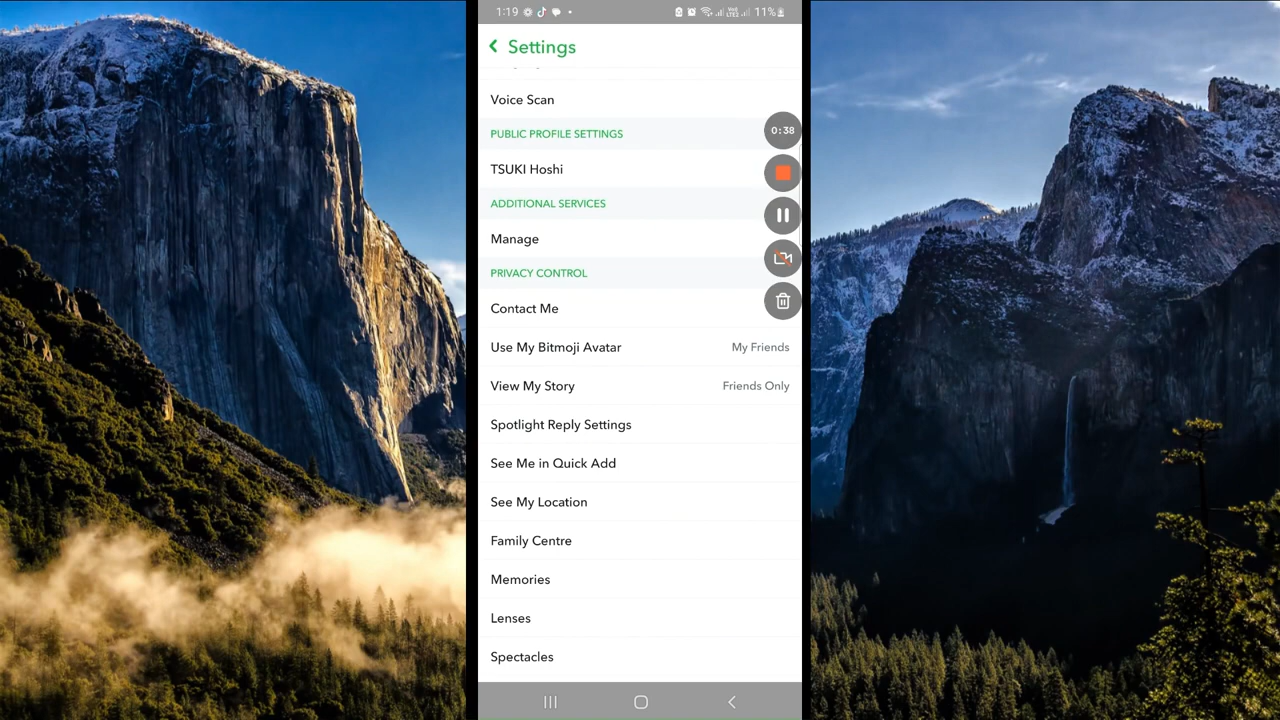 1:19
11%
Settings
Voice Scan
0:38
PUBLIC PROFILE SETTINGS
TSUKI Hoshi
ADDITIONAL SERVICES
Manage
PRIVACY CONTROL
Contact Me
Use My Bitmoji Avatar My Friends
View My Story Friends Only
Spotlight Reply Settings
See Me in Quick Add
See My Location
Family Centre
Memories
Lenses
Spectacles